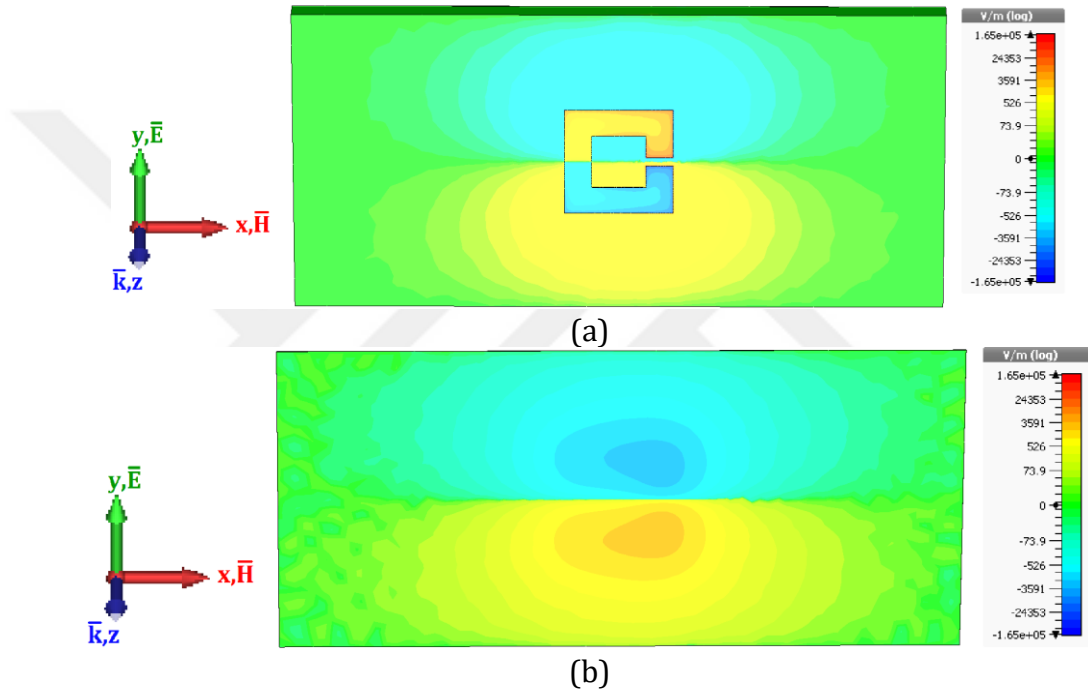 V/m (log)
1.65e+05
24353
3591
526
73.9
0
-73.9
-526
-3591
-24353
-1.65e+05
y,E̅
x,H̅
k̅,z
(a)
V/m (log)
1.65e+05
24353
3591
526
73.9
0
-73.9
-526
-3591
-24353
-1.65e+05
y,E̅
x,H̅
k̅,z
(b)